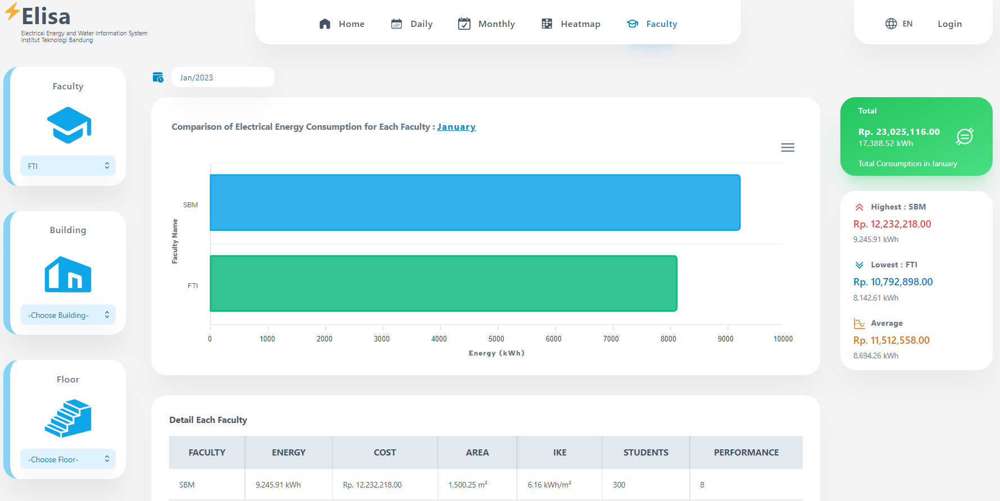 Elisa
Electrical Energy and Water Information System
Institut Teknologi Bandung
Home
Daily
Monthly
Heatmap
Faculty
EN
Login
Faculty
FTI
Building
-Choose Building-
Floor
-Choose Floor-
Jan/2023
Comparison of Electrical Energy Consumption for Each Faculty : January
Faculty Name
SBM
FTI
0 1000 2000 3000 4000 5000 6000 7000 8000 9000 10000
Energy (kWh)
Total
Rp. 23,025,116.00
17,388.52 kWh
Total Consumption in January
Highest : SBM
Rp. 12,232,218.00
9,245.91 kWh
Lowest : FTI
Rp. 10,792,898.00
8,142.61 kWh
Average
Rp. 11,512,558.00
8,694.26 kWh
Detail Each Faculty
FACULTY ENERGY COST AREA IKE STUDENTS PERFORMANCE
SBM 9,245.91 kWh Rp. 12,232,218.00 1,500.25 m² 6.16 kWh/m² 300 8